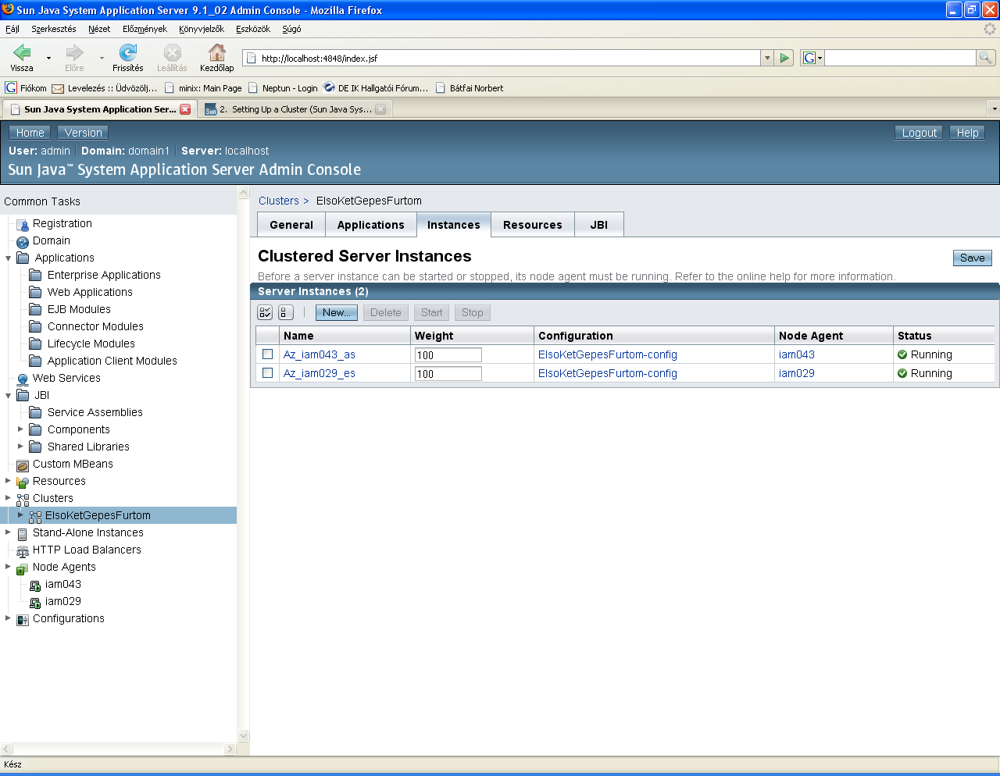 Sun Java System Application Server 9.1_02 Admin Console - Mozilla Firefox
Fájl Szerkesztés Nézet Előzmények Könyvjelzők Eszközök Súgó
Vissza Előre Frissítés Leállítás Kezdőlap http://localhost:4848/index.jsf
Fiókom Levelezés :: Üdvözölj... minix: Main Page Neptun - Login DE IK Hallgatói Fórum... Bátfai Norbert
Sun Java System Application Ser... Sun 2. Setting Up a Cluster (Sun Java Sys...
Home Version Logout Help
User: admin Domain: domain1 Server: localhost
Sun Java™ System Application Server Admin Console
Common Tasks
Registration
Domain
Applications
Enterprise Applications
Web Applications
EJB Modules
Connector Modules
Lifecycle Modules
Application Client Modules
Web Services
JBI
Service Assemblies
Components
Shared Libraries
Custom MBeans
Resources
Clusters
ElsoKetGepesFurtom
Stand-Alone Instances
HTTP Load Balancers
Node Agents
iam043
iam029
Configurations
Clusters > ElsoKetGepesFurtom
General Applications Instances Resources JBI
Clustered Server Instances
Save
Before a server instance can be started or stopped, its node agent must be running. Refer to the online help for more information.
Server Instances (2)
New... Delete Start Stop
Name Weight Configuration Node Agent Status
Az_iam043_as 100 ElsoKetGepesFurtom-config iam043 Running
Az_iam029_es 100 ElsoKetGepesFurtom-config iam029 Running
Kész